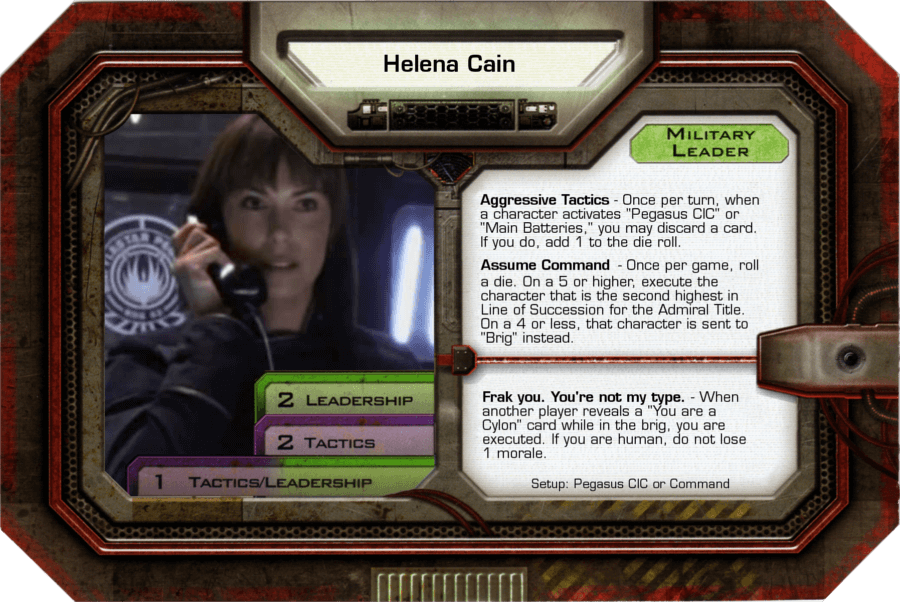 Helena Cain
Military
Leader
Aggressive Tactics - Once per turn, when
a character activates "Pegasus CIC" or
"Main Batteries," you may discard a card.
If you do, add 1 to the die roll.
Assume Command - Once per game, roll
a die. On a 5 or higher, execute the
character that is the second highest in
Line of Succession for the Admiral Title.
On a 4 or less, that character is sent to
"Brig" instead.
2 Leadership
2 Tactics
1 Tactics/Leadership
Frak you. You're not my type. - When
another player reveals a "You are a
Cylon" card while in the brig, you are
executed. If you are human, do not lose
1 morale.
Setup: Pegasus CIC or Command